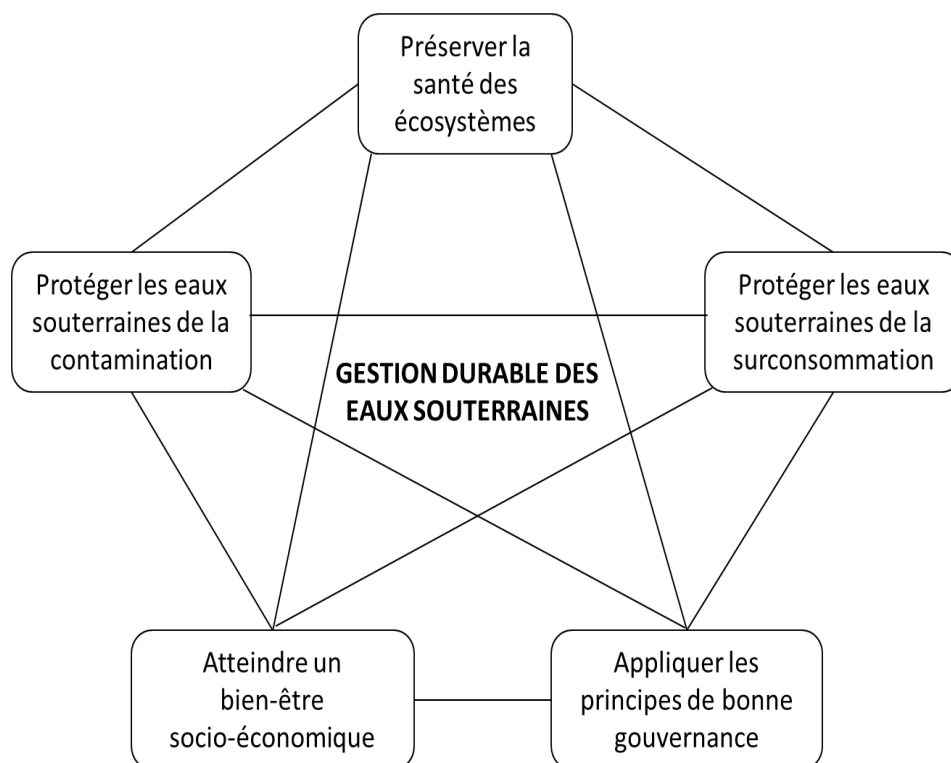 Préserver la
santé des
écosystèmes
Protéger les eaux
souterraines de la
contamination
Protéger les eaux
souterraines de la
surconsommation
GESTION DURABLE DES
EAUX SOUTERRAINES
Atteindre un
bien-être
socio-économique
Appliquer les
principes de bonne
gouvernance